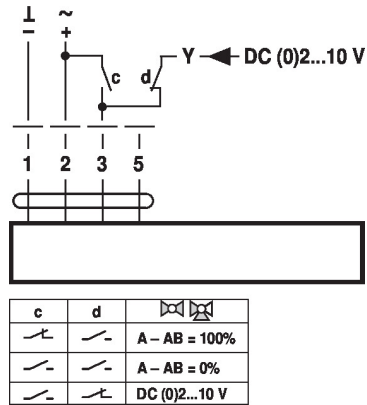 ⊥ ~
– +
c d Y DC (0)2...10 V
1 2 3 5
c d
A – AB = 100%
A – AB = 0%
DC (0)2...10 V